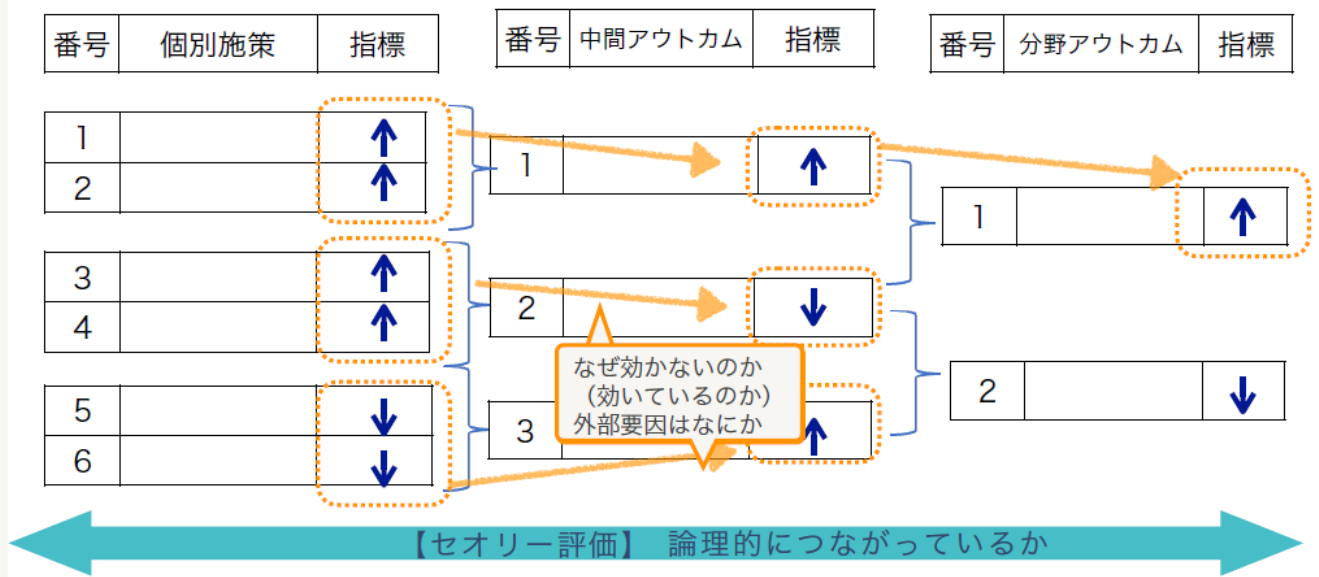 番号 個別施策 指標
番号 中間アウトカム 指標
番号 分野アウトカム 指標
1 ↑
2 ↑
3 ↑
4 ↑
5 ↓
6 ↓
1 ↑
2 ↓
3 ↑
なぜ効かないのか
(効いているのか)
外部要因はなにか
1 ↑
2 ↓
【セオリー評価】 論理的につながっているか